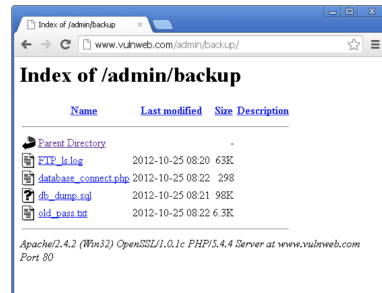 Index of /admin/backup
www.vulnweb.com/admin/backup/
Index of /admin/backup
Name Last modified Size Description
Parent Directory -
FTP_ls.log 2012-10-25 08:20 63K
database_connect.php 2012-10-25 08:22 298
db_dump.sql 2012-10-25 08:21 98K
old_pass.txt 2012-10-25 08:22 6.3K
Apache/2.4.2 (Win32) OpenSSL/1.0.1c PHP/5.4.4 Server at www.vulnweb.com
Port 80